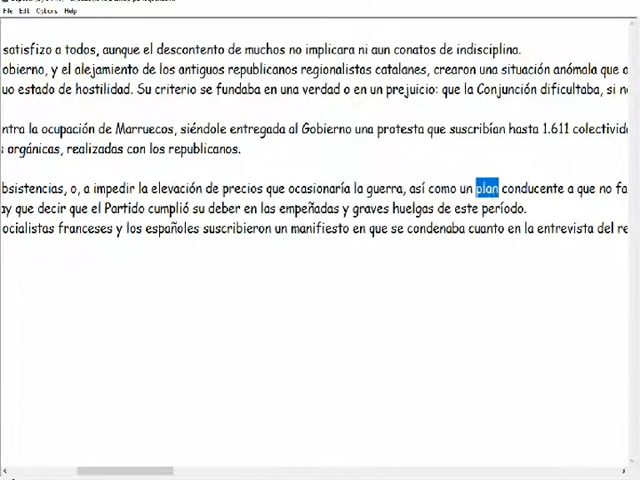 File Edit Options Help
satisfizo a todos, aunque el descontento de muchos no implicara ni aun conatos de indisciplina.
obierno, y el alejamiento de los antiguos republicanos regionalistas catalanes, crearon una situación anómala que o
uo estado de hostilidad. Su criterio se fundaba en una verdad o en un prejuicio: que la Conjunción dificultaba, si n
ntra la ocupación de Marruecos, siéndole entregada al Gobierno una protesta que suscribían hasta 1.611 colectivida
s orgánicas, realizadas con los republicanos.
bsistencias, o, a impedir la elevación de precios que ocasionaría la guerra, así como un plan conducente a que no fa
ay que decir que el Partido cumplió su deber en las empeñadas y graves huelgas de este período.
ocialistas franceses y los españoles suscribieron un manifiesto en que se condenaba cuanto en la entrevista del re